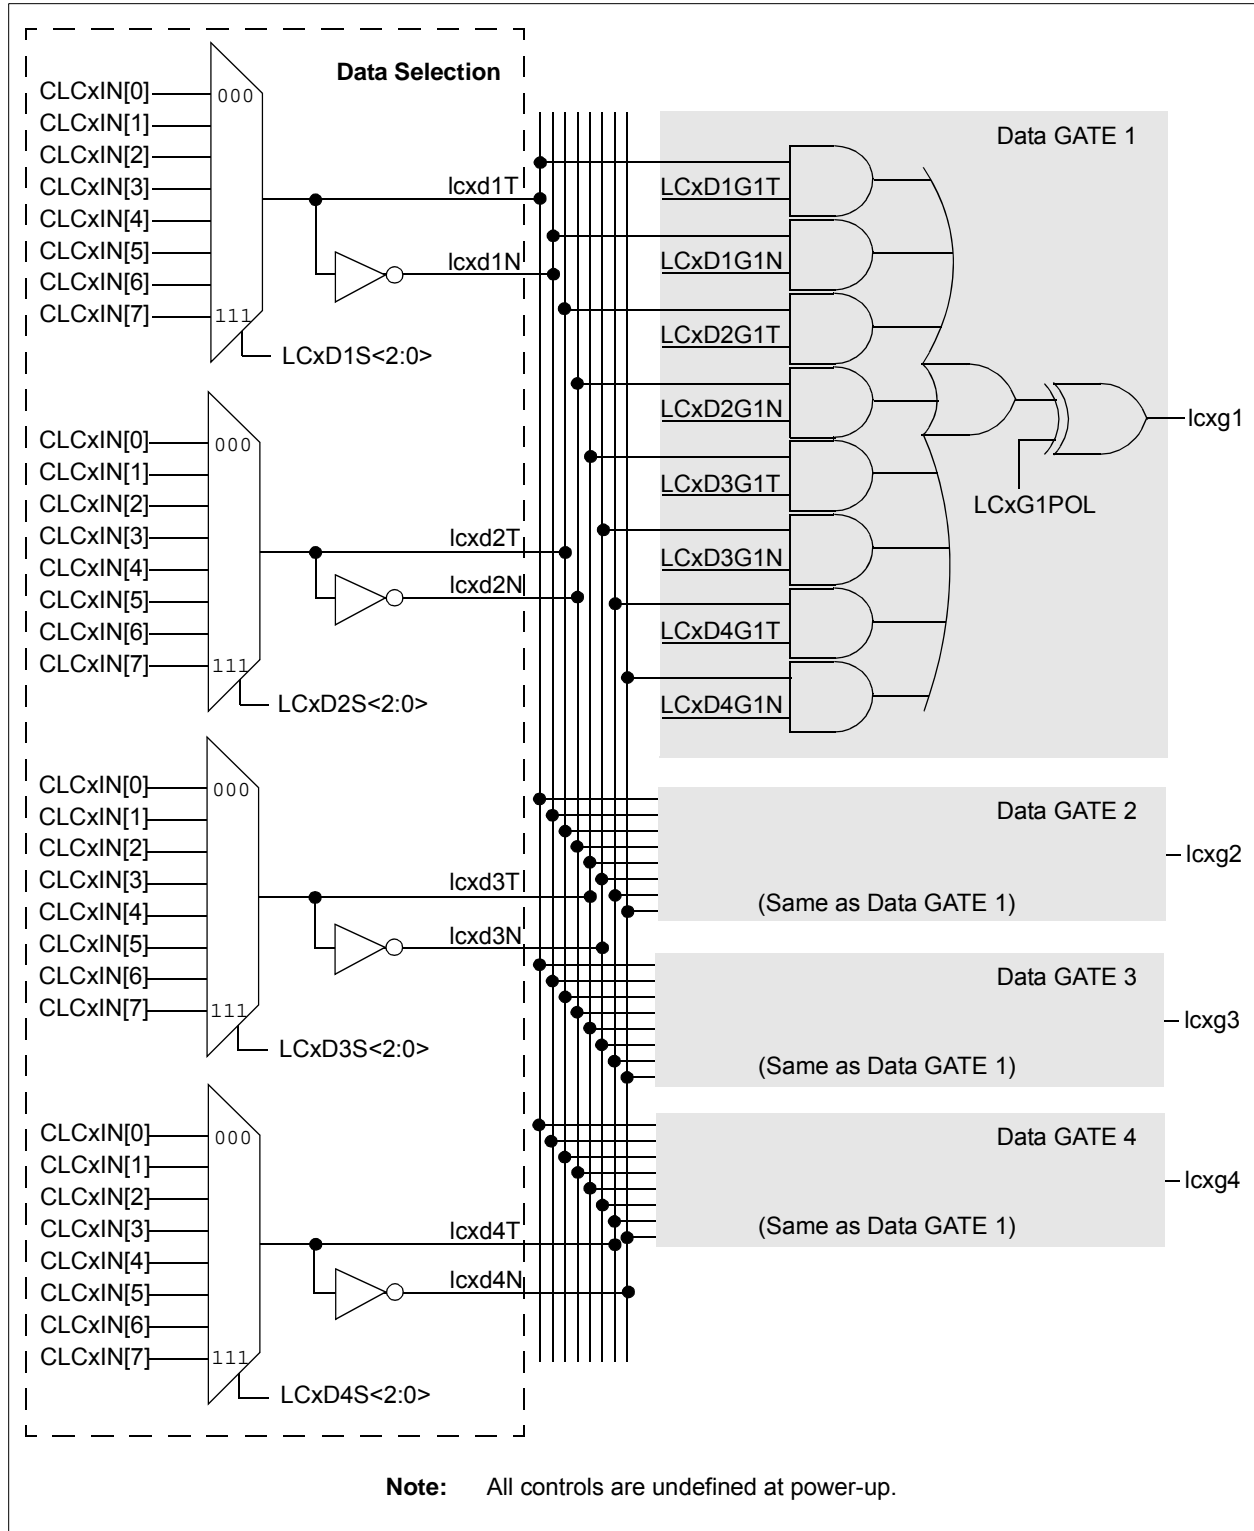 Data Selection
CLCxIN[0]
CLCxIN[1]
CLCxIN[2]
CLCxIN[3]
CLCxIN[4]
CLCxIN[5]
CLCxIN[6]
CLCxIN[7]
000
111
LCxD1S<2:0>
lcxd1T
lcxd1N
CLCxIN[0]
CLCxIN[1]
CLCxIN[2]
CLCxIN[3]
CLCxIN[4]
CLCxIN[5]
CLCxIN[6]
CLCxIN[7]
000
111
LCxD2S<2:0>
lcxd2T
lcxd2N
CLCxIN[0]
CLCxIN[1]
CLCxIN[2]
CLCxIN[3]
CLCxIN[4]
CLCxIN[5]
CLCxIN[6]
CLCxIN[7]
000
111
LCxD3S<2:0>
lcxd3T
lcxd3N
CLCxIN[0]
CLCxIN[1]
CLCxIN[2]
CLCxIN[3]
CLCxIN[4]
CLCxIN[5]
CLCxIN[6]
CLCxIN[7]
000
111
LCxD4S<2:0>
lcxd4T
lcxd4N
Data GATE 1
LCxD1G1T
LCxD1G1N
LCxD2G1T
LCxD2G1N
LCxD3G1T
LCxD3G1N
LCxD4G1T
LCxD4G1N
LCxG1POL
lcxg1
Data GATE 2
(Same as Data GATE 1)
lcxg2
Data GATE 3
(Same as Data GATE 1)
lcxg3
Data GATE 4
(Same as Data GATE 1)
lcxg4
Note: All controls are undefined at power-up.